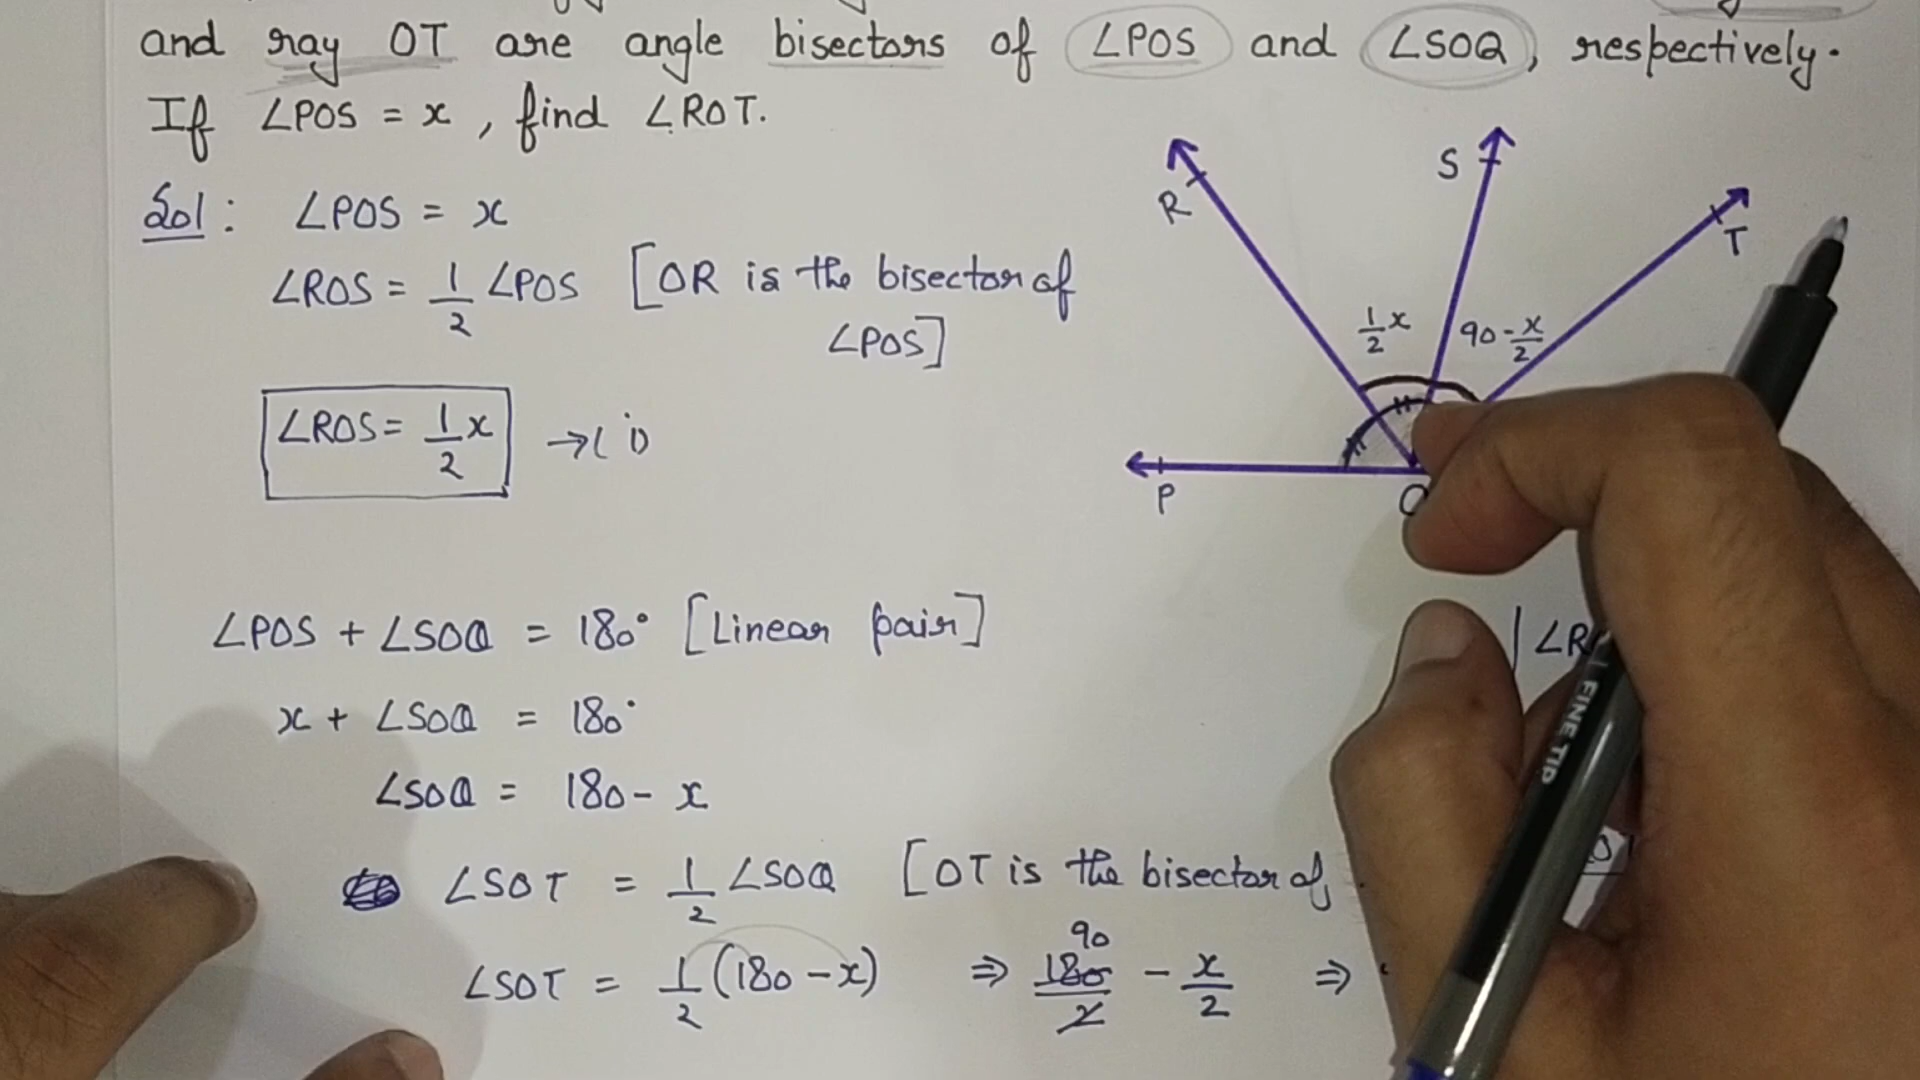 and ray OT are angle bisectors of ∠POS and ∠SOQ, respectively.
If ∠POS = x, find ∠ROT.
Sol: ∠POS = x
∠ROS = 1/2 ∠POS [OR is the bisector of
∠POS]
∠ROS = 1/2 x → (i)
R
S
T
1/2 x
90 - x/2
P
∠POS + ∠SOQ = 180° [Linear pair]
x + ∠SOQ = 180°
∠SOQ = 180 - x
∠SOT = 1/2 ∠SOQ [OT is the bisector of
∠SOT = 1/2 (180 - x) ⇒ 180/2 - x/2 ⇒
90
FINE TIP